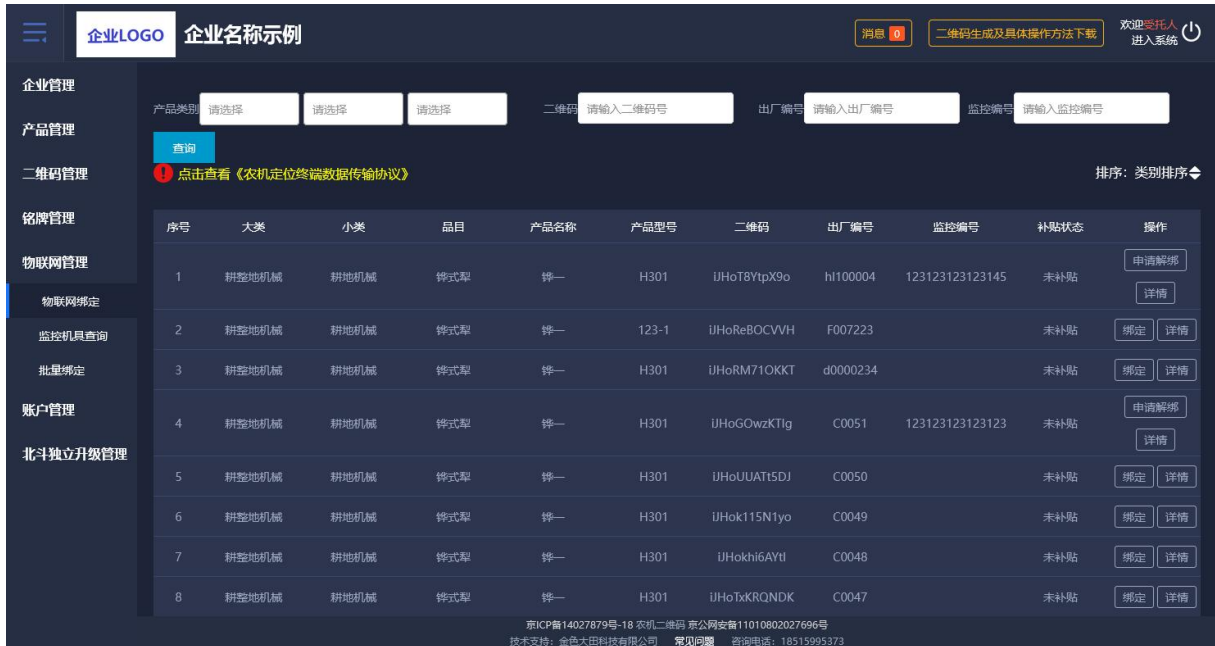 企业LOGO 企业名称示例 消息 0 二维码生成及具体操作方法下载 欢迎受托人
进入系统
企业管理
产品管理
二维码管理
铭牌管理
物联网管理
物联网绑定
监控机具查询
批量绑定
账户管理
北斗独立升级管理
产品类别 请选择 请选择 请选择 二维码 请输入二维码号 出厂编号 请输入出厂编号 监控编号 请输入监控编号
查询
点击查看《农机定位终端数据传输协议》 排序：类别排序
序号 大类 小类 品目 产品名称 产品型号 二维码 出厂编号 监控编号 补贴状态 操作
1 耕整地机械 耕地机械 铧式犁 铧一 H301 iJHoT8YtpX9o hl100004 123123123123145 未补贴 申请解绑 详情
2 耕整地机械 耕地机械 铧式犁 铧一 123-1 iJHoReBOCVVH F007223 未补贴 绑定 详情
3 耕整地机械 耕地机械 铧式犁 铧一 H301 iJHoRM71OKKT d0000234 未补贴 绑定 详情
4 耕整地机械 耕地机械 铧式犁 铧一 H301 iJHoGOwzKTIg C0051 123123123123123 未补贴 申请解绑 详情
5 耕整地机械 耕地机械 铧式犁 铧一 H301 iJHoUUATt5DJ C0050 未补贴 绑定 详情
6 耕整地机械 耕地机械 铧式犁 铧一 H301 iJHok115N1yo C0049 未补贴 绑定 详情
7 耕整地机械 耕地机械 铧式犁 铧一 H301 iJHokhi6AYtl C0048 未补贴 绑定 详情
8 耕整地机械 耕地机械 铧式犁 铧一 H301 iJHoTxKRQNDK C0047 未补贴 绑定 详情
京ICP备14027879号-18 农机二维码 京公网安备11010802027696号
技术支持：金色大田科技有限公司 常见问题 咨询电话：18515995373